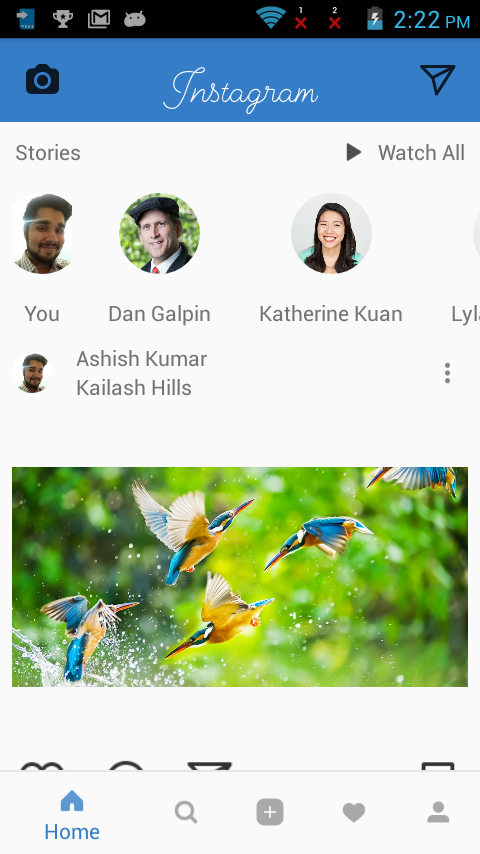 1 2 2:22 PM
Instagram
Stories Watch All
You Dan Galpin Katherine Kuan Lyl
Ashish Kumar
Kailash Hills
Home